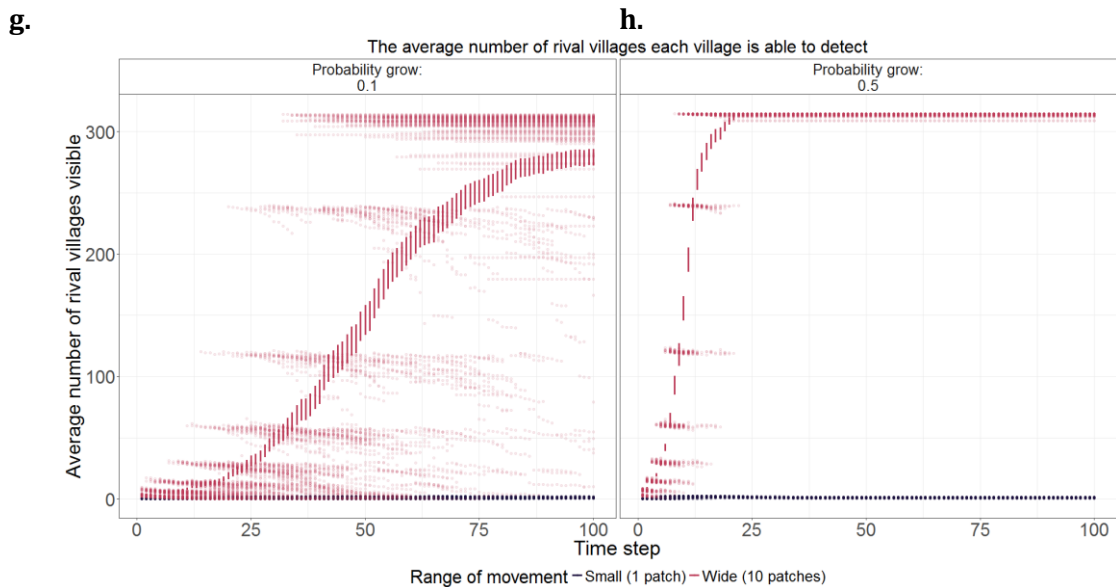 g.
h.
The average number of rival villages each village is able to detect
Probability grow:
0.1
Probability grow:
0.5
Average number of rival villages visible
300
200
100
0
0
25
50
75
100
0
25
50
75
100
Time step
Range of movement Small (1 patch) Wide (10 patches)